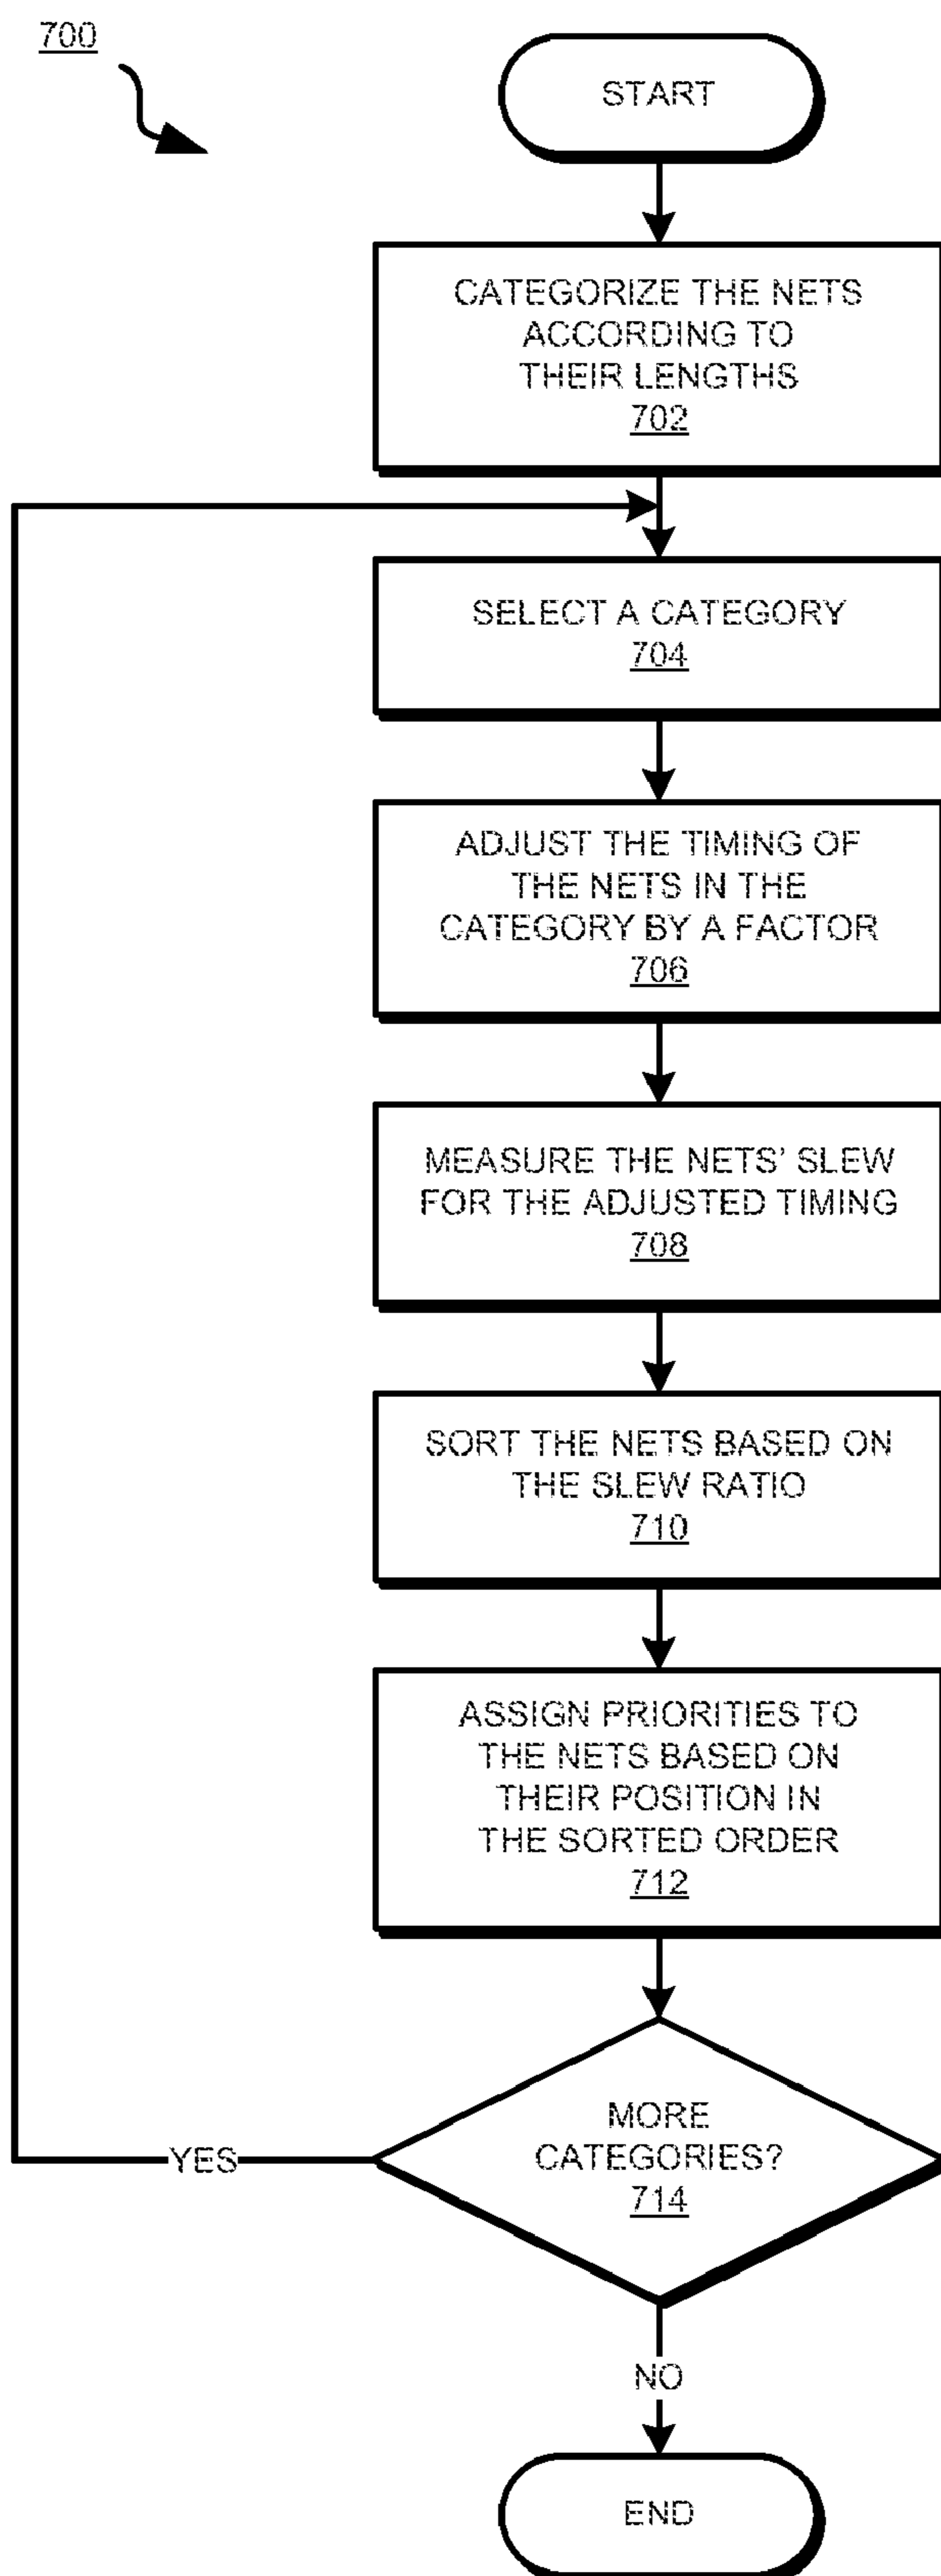 700
START
CATEGORIZE THE NETS
ACCORDING TO
THEIR LENGTHS
702
SELECT A CATEGORY
704
ADJUST THE TIMING OF
THE NETS IN THE
CATEGORY BY A FACTOR
706
MEASURE THE NETS' SLEW
FOR THE ADJUSTED TIMING
708
SORT THE NETS BASED ON
THE SLEW RATIO
710
ASSIGN PRIORITIES TO
THE NETS BASED ON
THEIR POSITION IN
THE SORTED ORDER
712
MORE
CATEGORIES?
714
YES
NO
END